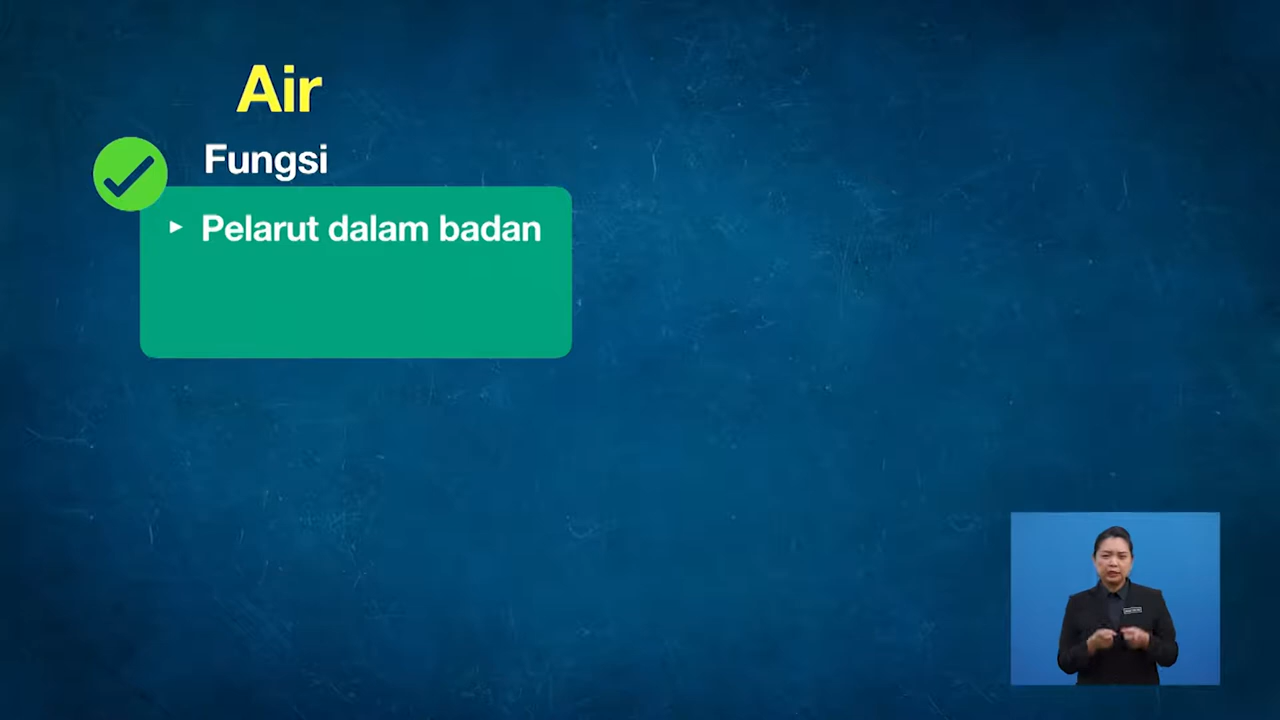 Air
Fungsi
▸ Pelarut dalam badan